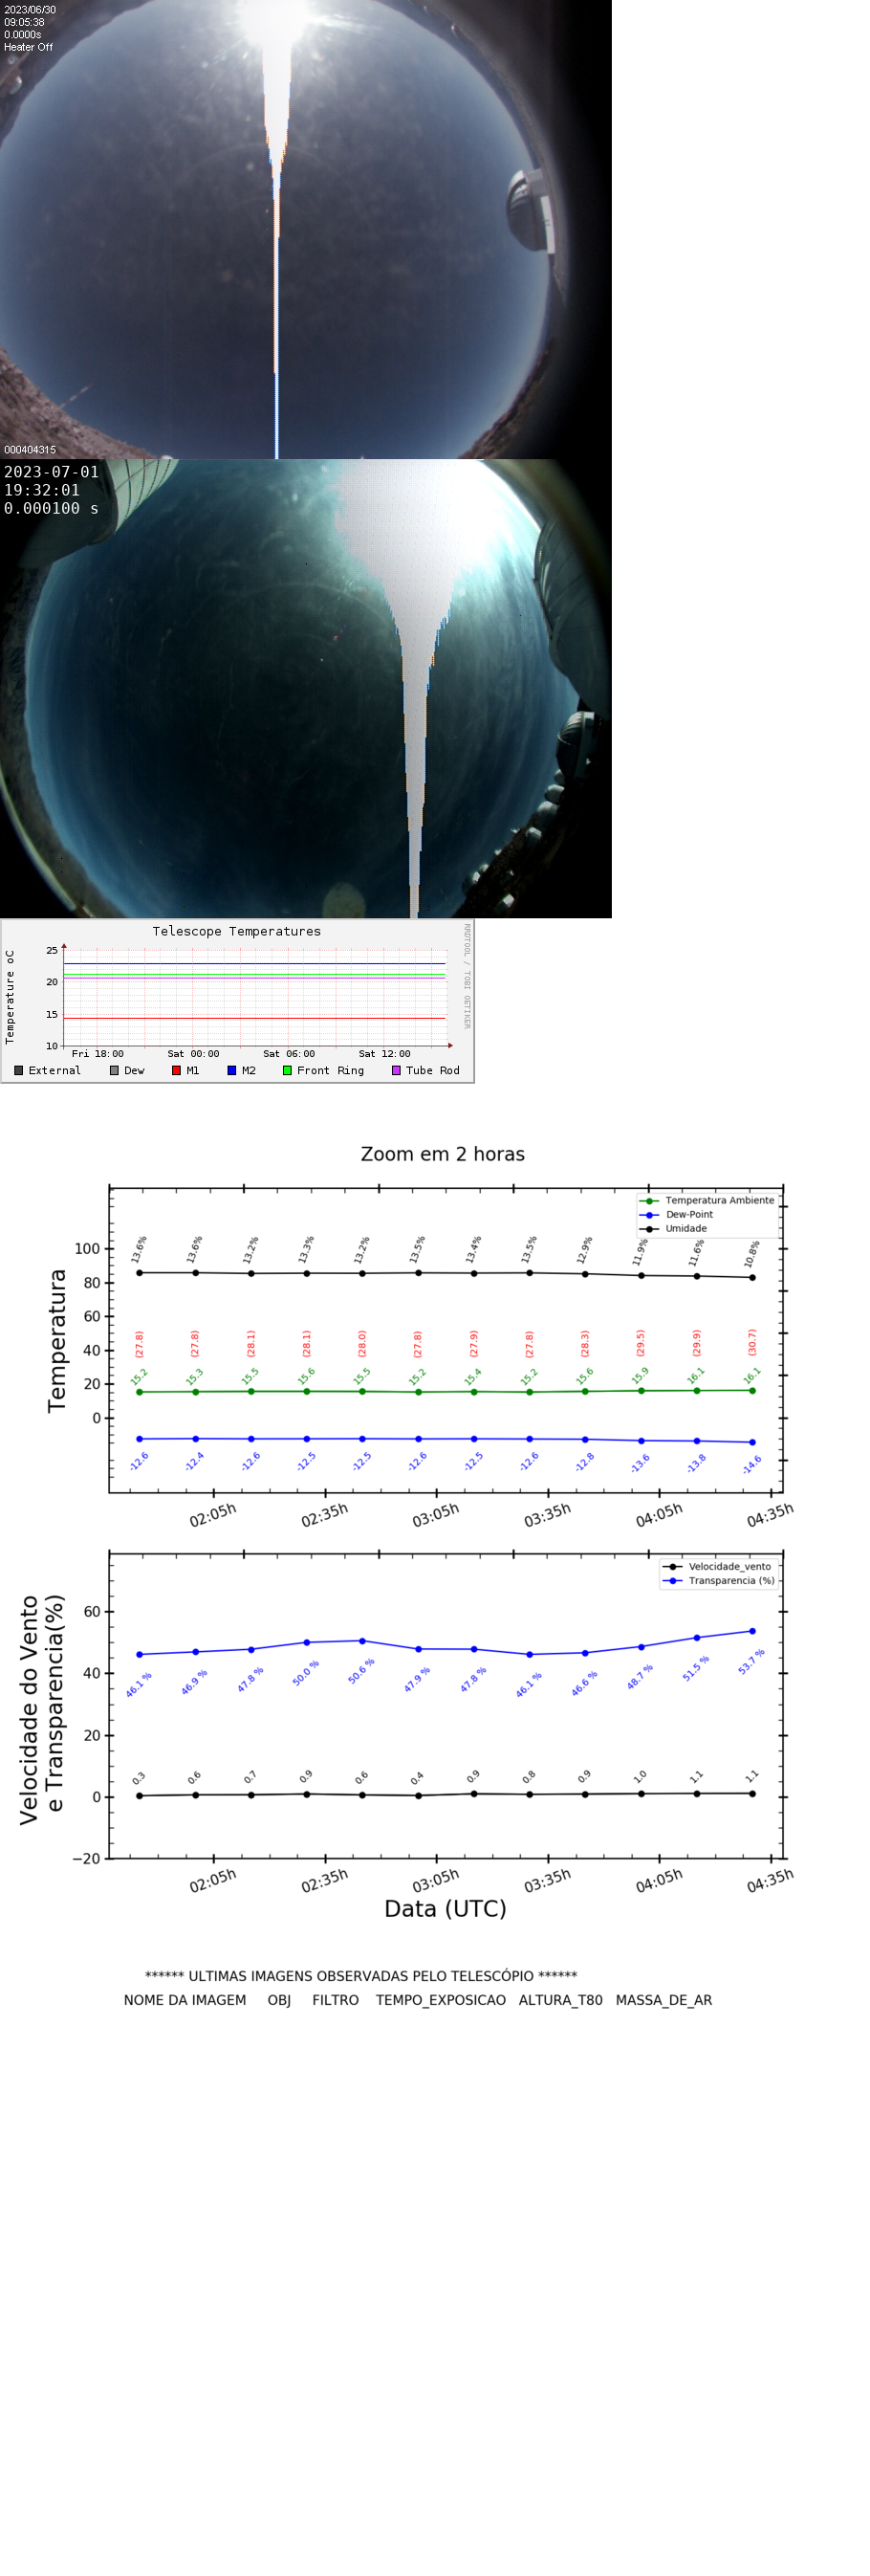 2023/06/30
09:05:38
0.0000s
Heater Off
000404315
2023-07-01
19:32:01
0.000100 s
Telescope Temperatures
RRDTOOL / TOBI OETIKER
Temperature oC
25
20
15
10
Fri 18:00 Sat 00:00 Sat 06:00 Sat 12:00
External Dew M1 M2 Front Ring Tube Rod
Zoom em 2 horas
Temperatura Ambiente
Dew-Point
Umidade
Temperatura
100
80
60
40
20
0
13.6% 13.6% 13.2% 13.3% 13.2% 13.5% 13.4% 13.5% 12.9% 11.9% 11.6% 10.8%
(27.8) (27.8) (28.1) (28.1) (28.0) (27.8) (27.9) (27.8) (28.3) (29.5) (29.9) (30.7)
15.2 15.3 15.5 15.6 15.5 15.2 15.4 15.2 15.6 15.9 16.1 16.1
-12.6 -12.4 -12.6 -12.5 -12.5 -12.6 -12.5 -12.6 -12.8 -13.6 -13.8 -14.6
02:05h 02:35h 03:05h 03:35h 04:05h 04:35h
Velocidade_vento
Transparencia (%)
Velocidade do Vento
e Transparencia(%)
60
40
20
0
−20
46.1 % 46.9 % 47.8 % 50.0 % 50.6 % 47.9 % 47.8 % 46.1 % 46.6 % 48.7 % 51.5 % 53.7 %
0.3 0.6 0.7 0.9 0.6 0.4 0.9 0.8 0.9 1.0 1.1 1.1
02:05h 02:35h 03:05h 03:35h 04:05h 04:35h
Data (UTC)
****** ULTIMAS IMAGENS OBSERVADAS PELO TELESCÓPIO ******
NOME DA IMAGEM OBJ FILTRO TEMPO_EXPOSICAO ALTURA_T80 MASSA_DE_AR